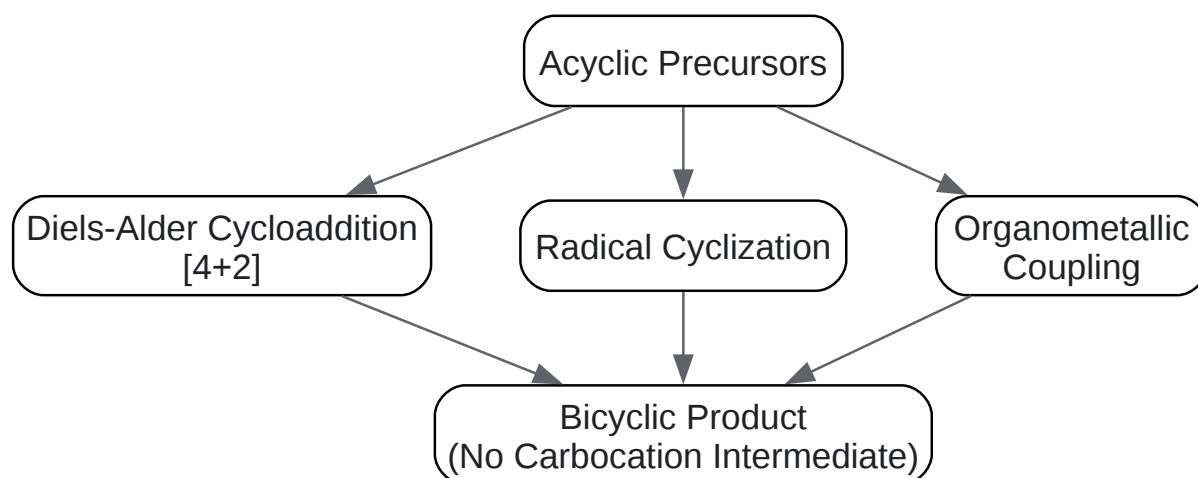 Acyclic Precursors
Diels-Alder Cycloaddition
[4+2]
Radical Cyclization
Organometallic
Coupling
Bicyclic Product
(No Carbocation Intermediate)